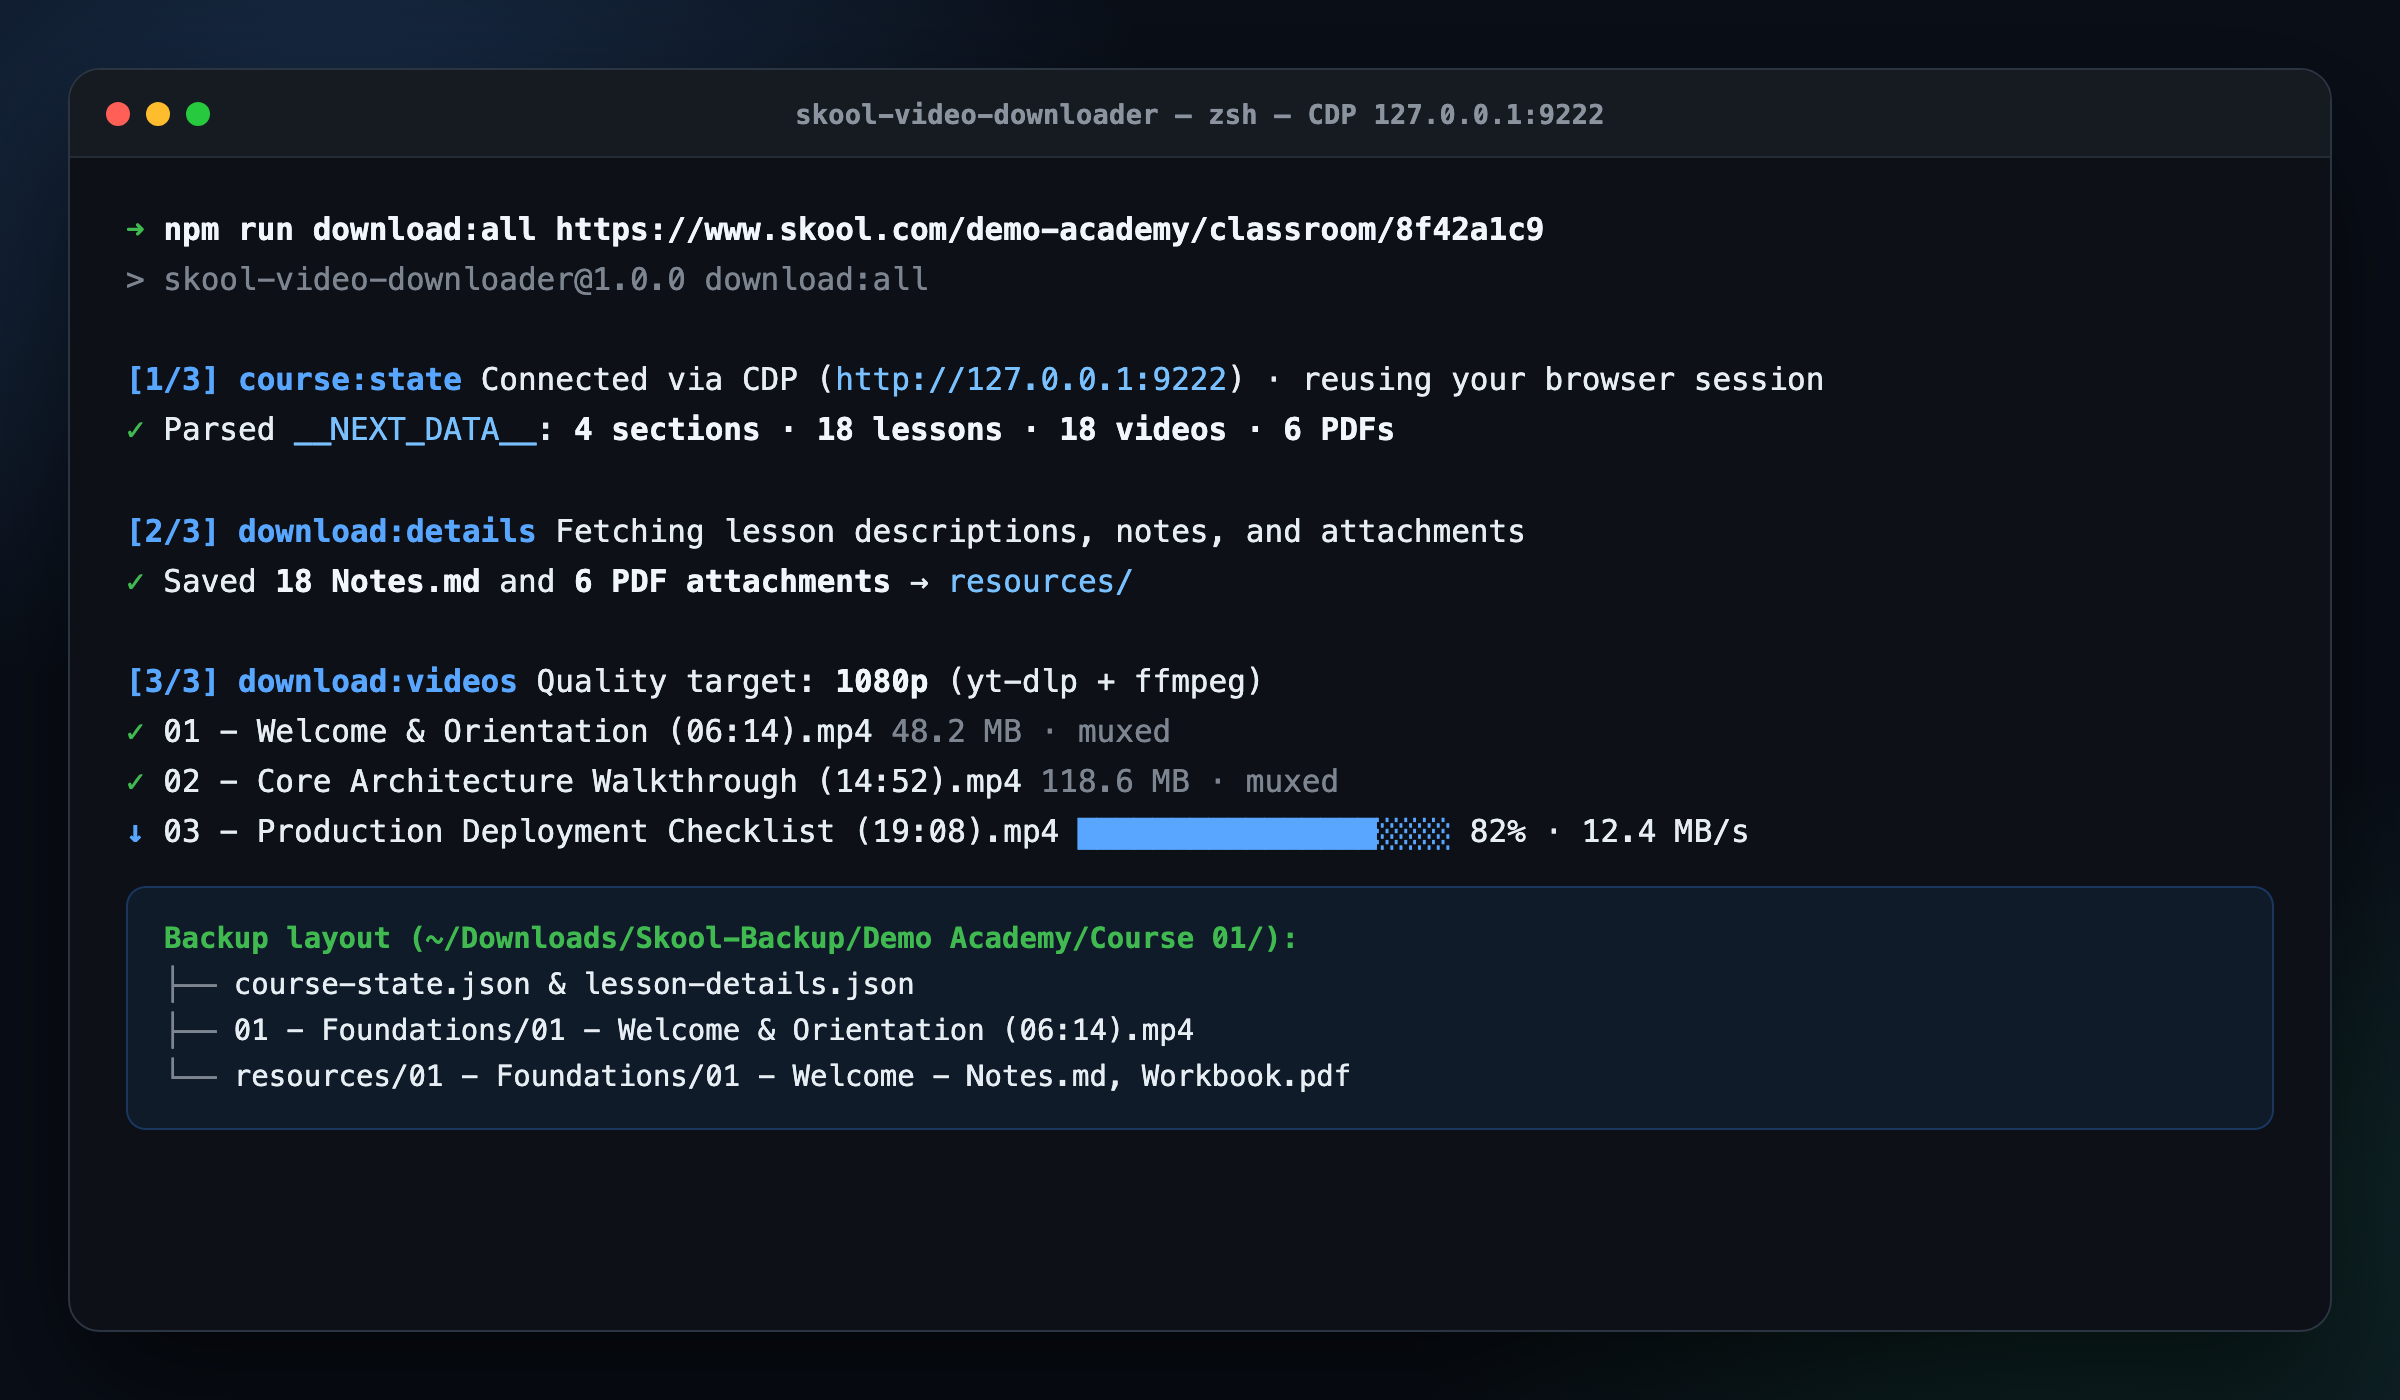 skool-video-downloader — zsh — CDP 127.0.0.1:9222
➜ npm run download:all https://www.skool.com/demo-academy/classroom/8f42a1c9
> skool-video-downloader@1.0.0 download:all
[1/3] course:state Connected via CDP (http://127.0.0.1:9222) · reusing your browser session
✓ Parsed __NEXT_DATA__: 4 sections · 18 lessons · 18 videos · 6 PDFs
[2/3] download:details Fetching lesson descriptions, notes, and attachments
✓ Saved 18 Notes.md and 6 PDF attachments → resources/
[3/3] download:videos Quality target: 1080p (yt-dlp + ffmpeg)
✓ 01 - Welcome & Orientation (06:14).mp4 48.2 MB · muxed
✓ 02 - Core Architecture Walkthrough (14:52).mp4 118.6 MB · muxed
↓ 03 - Production Deployment Checklist (19:08).mp4 ████████████████░░░░ 82% · 12.4 MB/s
Backup layout (~/Downloads/Skool-Backup/Demo Academy/Course 01/):
├── course-state.json & lesson-details.json
├── 01 - Foundations/01 - Welcome & Orientation (06:14).mp4
└── resources/01 - Foundations/01 - Welcome - Notes.md, Workbook.pdf